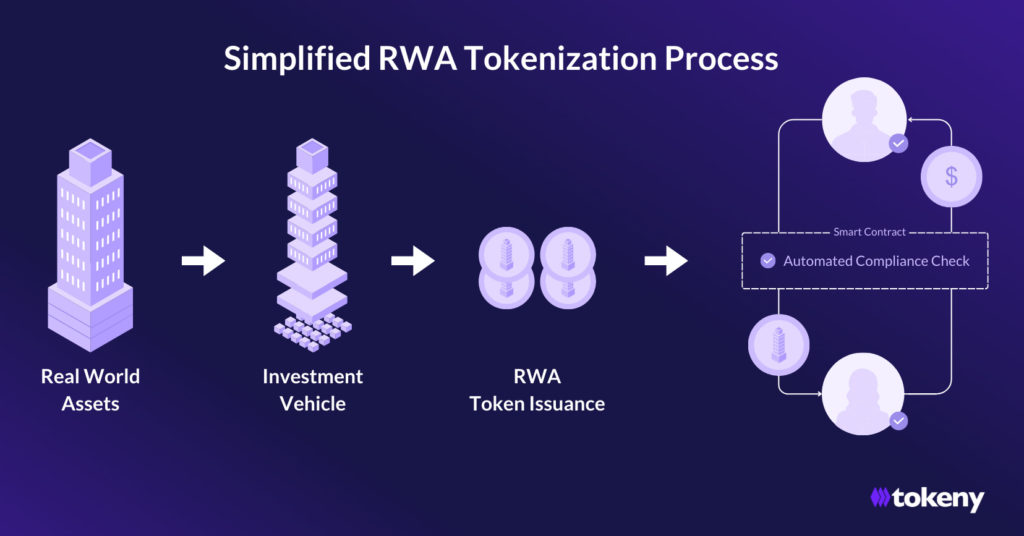 Simplified RWA Tokenization Process
$
Smart Contract
Automated Compliance Check
Real World
Assets
Investment
Vehicle
RWA
Token Issuance
tokeny